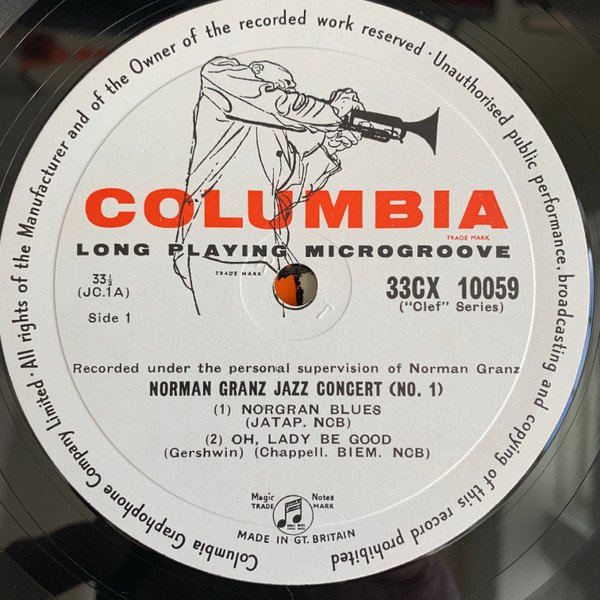 All rights of the Manufacturer and of the Owner of the recorded work reserved · Unauthorised public performance, broadcasting and copying of this record prohibited
COLUMBIA
TRADE MARK
LONG PLAYING MICROGROOVE
TRADE MARK
33⅓
(JC.1A)
33CX 10059
("Clef" Series)
Side 1
T
Recorded under the personal supervision of Norman Granz
NORMAN GRANZ JAZZ CONCERT (NO. 1)
(1) NORGRAN BLUES
(JATAP. NCB)
(2) OH, LADY BE GOOD
(Gershwin) (Chappell. BIEM. NCB)
Magic Notes
TRADE MARK
MADE IN GT. BRITAIN
Columbia Graphophone Company Limited ·